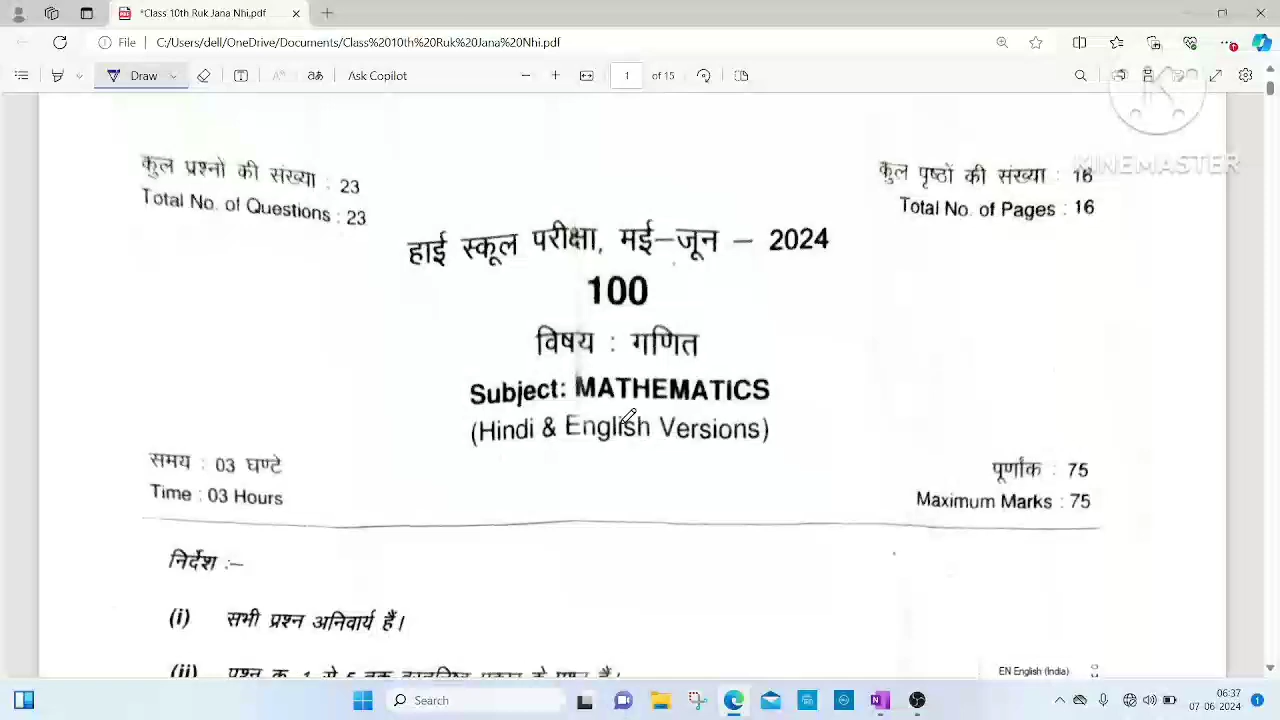 *Class 10th Ruk Jana Nhi.pdf
File C:/Users/dell/OneDrive/Documents/Class%2010th%20Ruk%20Jana%20Nhi.pdf
Draw Ask Copilot 1 of 15
KINEMASTER
कुल प्रश्नों की संख्या : 23
Total No. of Questions : 23
कुल पृष्ठों की संख्या : 16
Total No. of Pages : 16
हाई स्कूल परीक्षा, मई–जून – 2024
100
विषय : गणित
Subject: MATHEMATICS
(Hindi & English Versions)
समय : 03 घण्टे
Time : 03 Hours
पूर्णांक : 75
Maximum Marks : 75
निर्देश :–
(i) सभी प्रश्न अनिवार्य हैं।
(ii)
EN English (India)
Search
06:37
07-06-2024